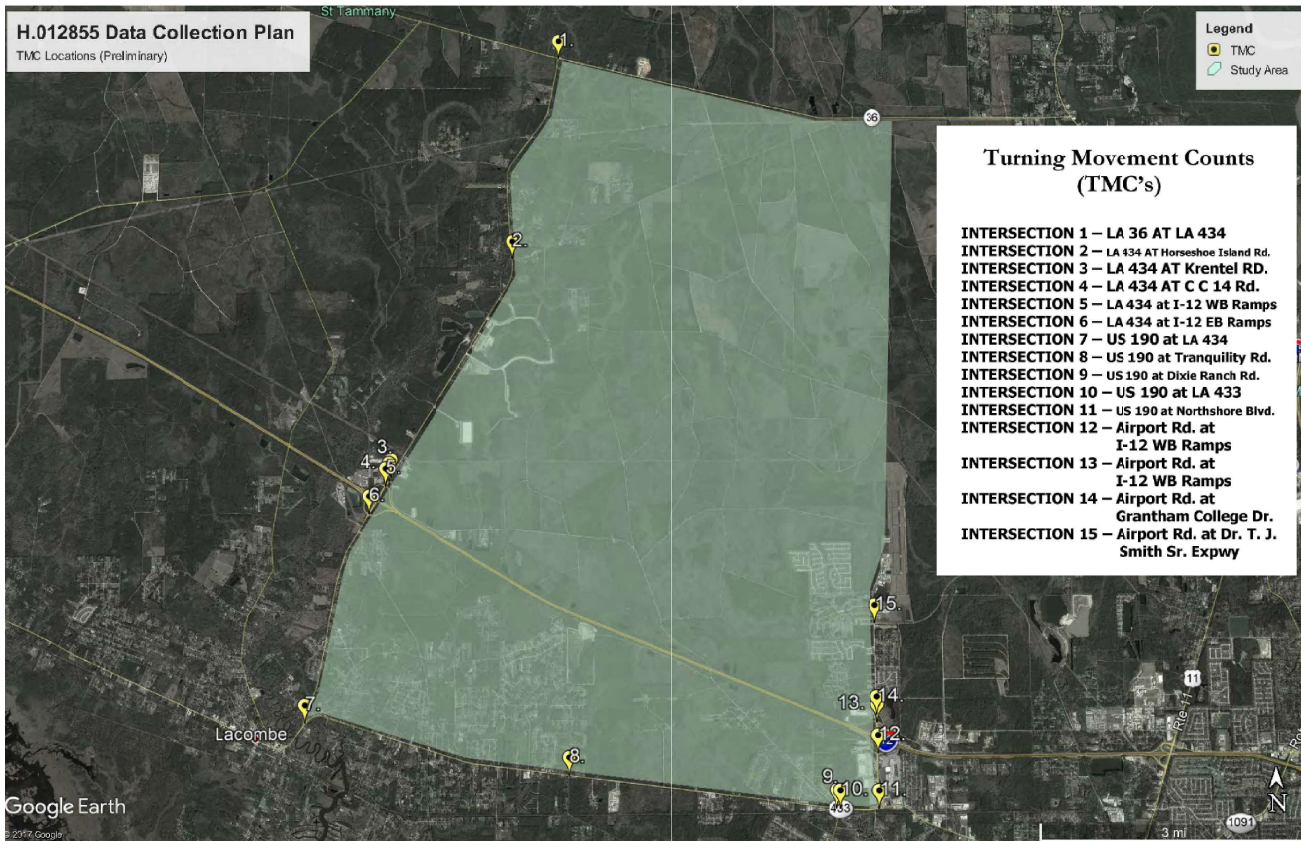 St Tammany
H.012855 Data Collection Plan
TMC Locations (Preliminary)
Legend
TMC
Study Area
1.
36
Turning Movement Counts
(TMC's)
INTERSECTION 1 – LA 36 AT LA 434
INTERSECTION 2 – LA 434 AT Horseshoe Island Rd.
INTERSECTION 3 – LA 434 AT Krentel RD.
INTERSECTION 4 – LA 434 AT C C 14 Rd.
INTERSECTION 5 – LA 434 at I-12 WB Ramps
INTERSECTION 6 – LA 434 at I-12 EB Ramps
INTERSECTION 7 – US 190 at LA 434
INTERSECTION 8 – US 190 at Tranquility Rd.
INTERSECTION 9 – US 190 at Dixie Ranch Rd.
INTERSECTION 10 – US 190 at LA 433
INTERSECTION 11 – US 190 at Northshore Blvd.
INTERSECTION 12 – Airport Rd. at
I-12 WB Ramps
INTERSECTION 13 – Airport Rd. at
I-12 WB Ramps
INTERSECTION 14 – Airport Rd. at
Grantham College Dr.
INTERSECTION 15 – Airport Rd. at Dr. T. J.
Smith Sr. Expwy
2.
3.
4.
5.
6.
15.
11
Rte 11
13.
14.
7.
Lacombe
12.
8.
9.
10.
11.
433
Google Earth
© 2017 Google
N
1091
3 mi